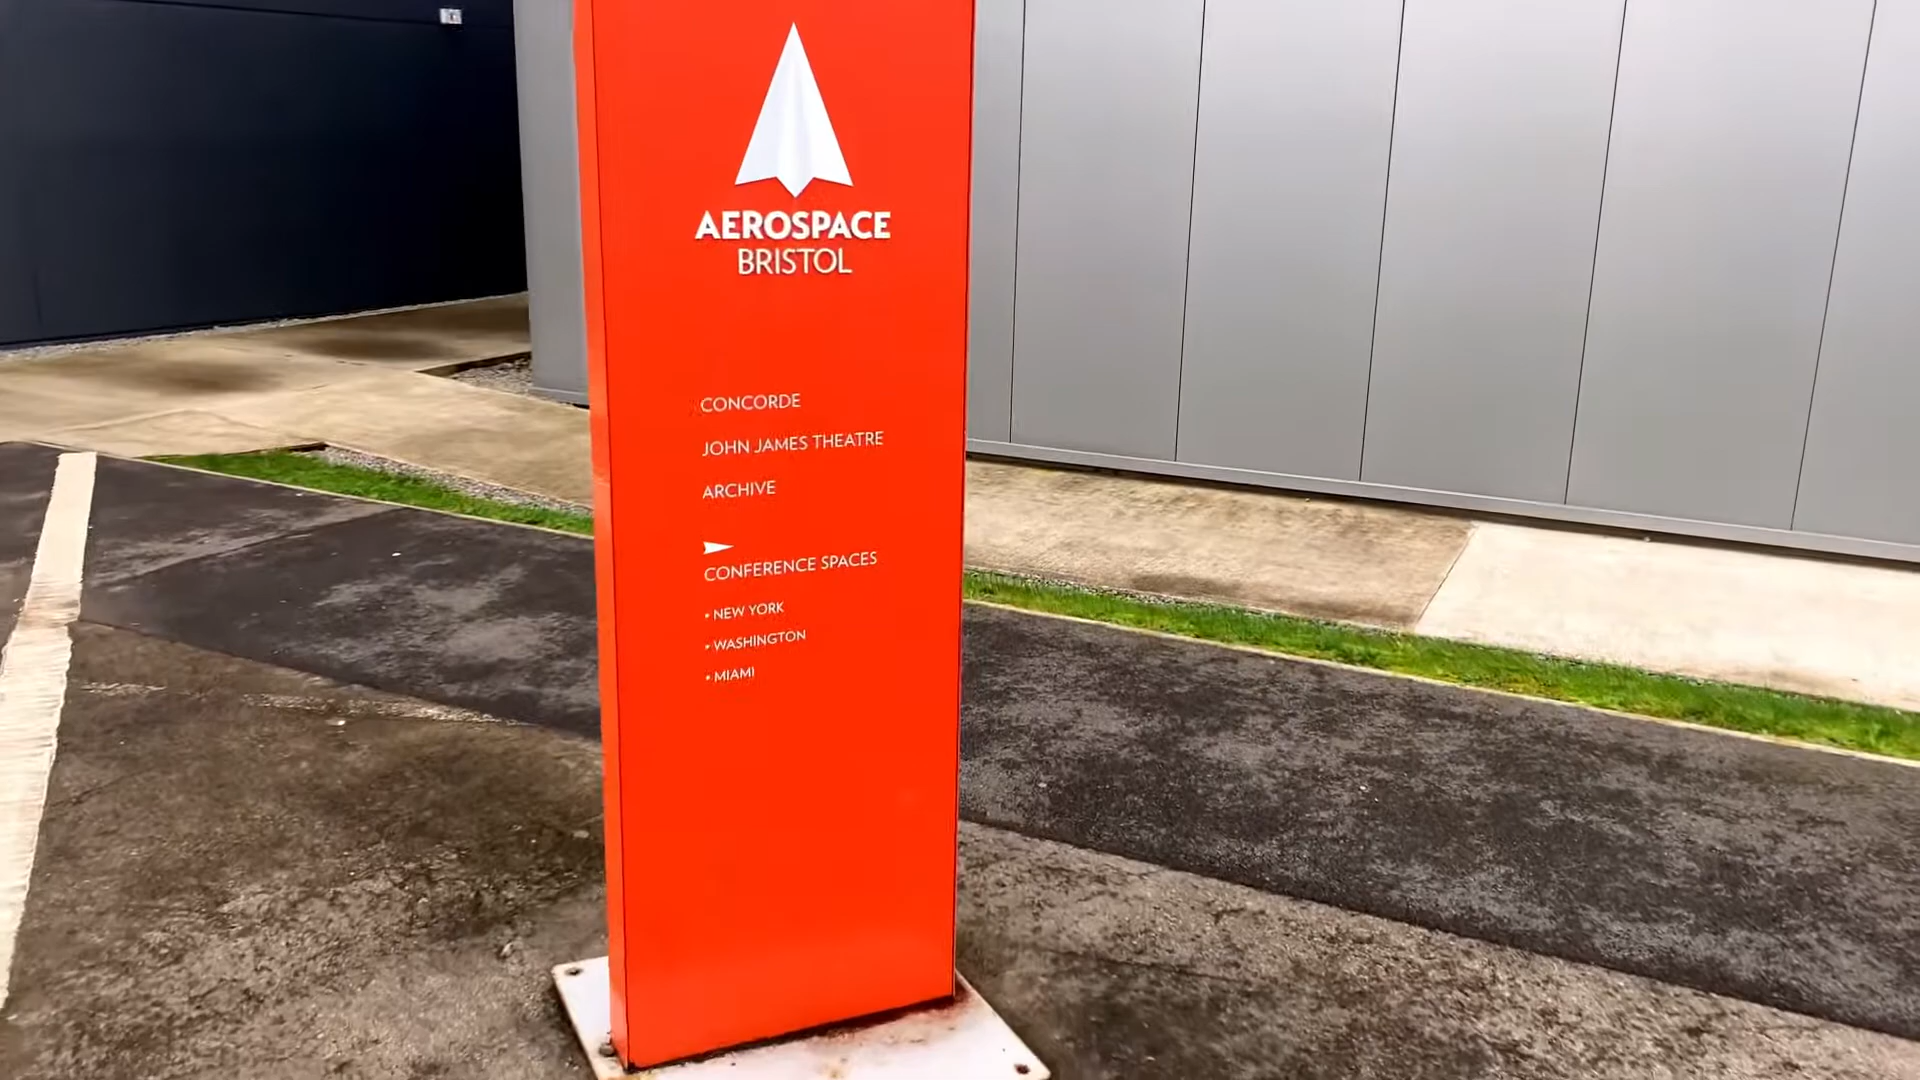 AEROSPACE
BRISTOL
CONCORDE
JOHN JAMES THEATRE
ARCHIVE
CONFERENCE SPACES
• NEW YORK
• WASHINGTON
• MIAMI